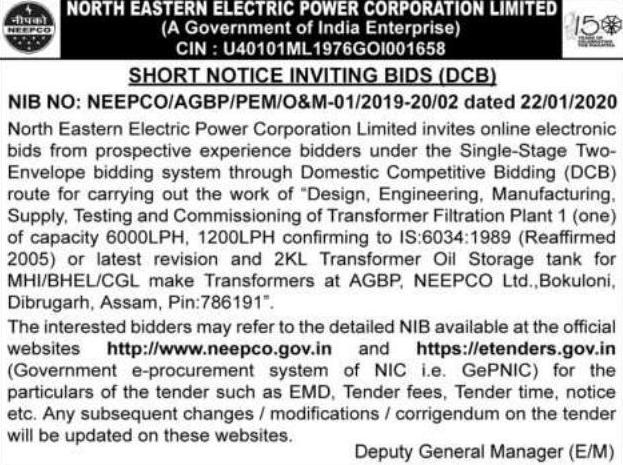 NORTH EASTERN ELECTRIC POWER CORPORATION LIMITED
(A Government of India Enterprise)
CIN : U40101ML1976GOI001658
नीपको
NEEPCO
150
YEARS OF
CELEBRATING
THE MAHATMA
SHORT NOTICE INVITING BIDS (DCB)
NIB NO: NEEPCO/AGBP/PEM/O&M-01/2019-20/02 dated 22/01/2020
North Eastern Electric Power Corporation Limited invites online electronic
bids from prospective experience bidders under the Single-Stage Two-
Envelope bidding system through Domestic Competitive Bidding (DCB)
route for carrying out the work of “Design, Engineering, Manufacturing,
Supply, Testing and Commissioning of Transformer Filtration Plant 1 (one)
of capacity 6000LPH, 1200LPH confirming to IS:6034:1989 (Reaffirmed
2005) or latest revision and 2KL Transformer Oil Storage tank for
MHI/BHEL/CGL make Transformers at AGBP, NEEPCO Ltd.,Bokuloni,
Dibrugarh, Assam, Pin:786191”.
The interested bidders may refer to the detailed NIB available at the official
websites http://www.neepco.gov.in and https://etenders.gov.in
(Government e-procurement system of NIC i.e. GePNIC) for the
particulars of the tender such as EMD, Tender fees, Tender time, notice
etc. Any subsequent changes / modifications / corrigendum on the tender
will be updated on these websites.
Deputy General Manager (E/M)